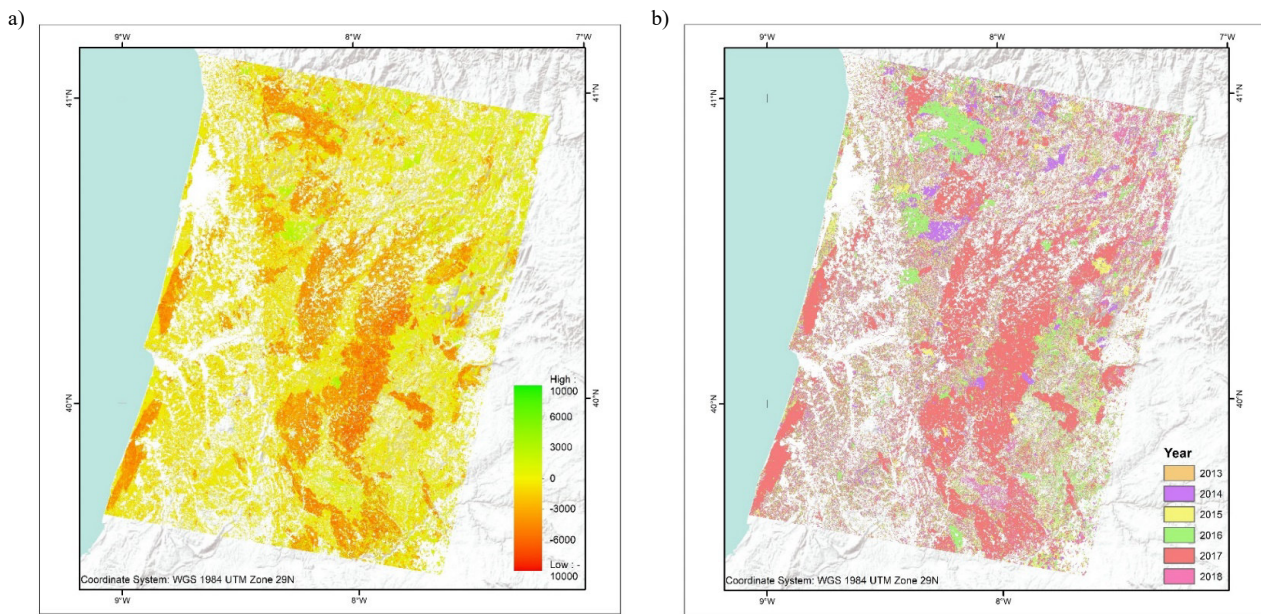 a)
9°W
8°W
7°W
41°N
41°N
40°N
40°N
High :
10000
6000
3000
0
-3000
-6000
Low : -
10000
Coordinate System: WGS 1984 UTM Zone 29N
9°W
8°W
b)
9°W
8°W
7°W
41°N
41°N
40°N
40°N
Year
2013
2014
2015
2016
2017
2018
Coordinate System: WGS 1984 UTM Zone 29N
9°W
8°W